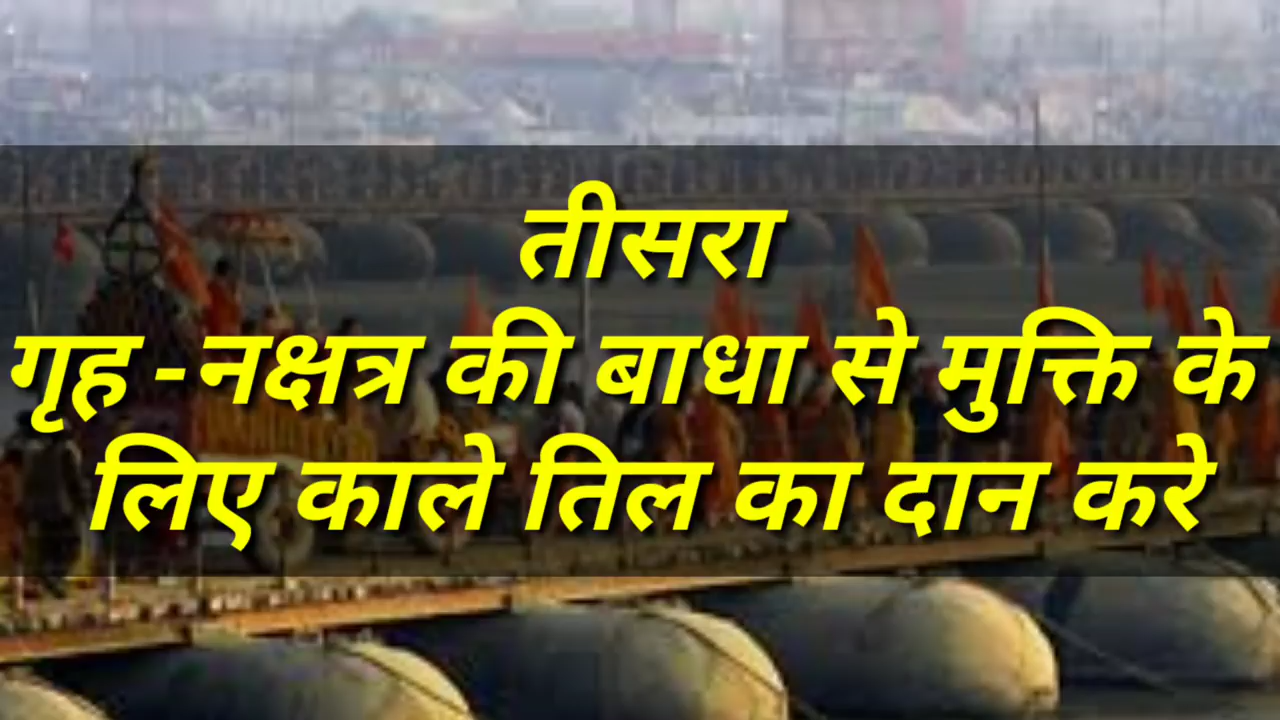 तीसरा
गृह -नक्षत्र की बाधा से मुक्ति के
लिए काले तिल का दान करे